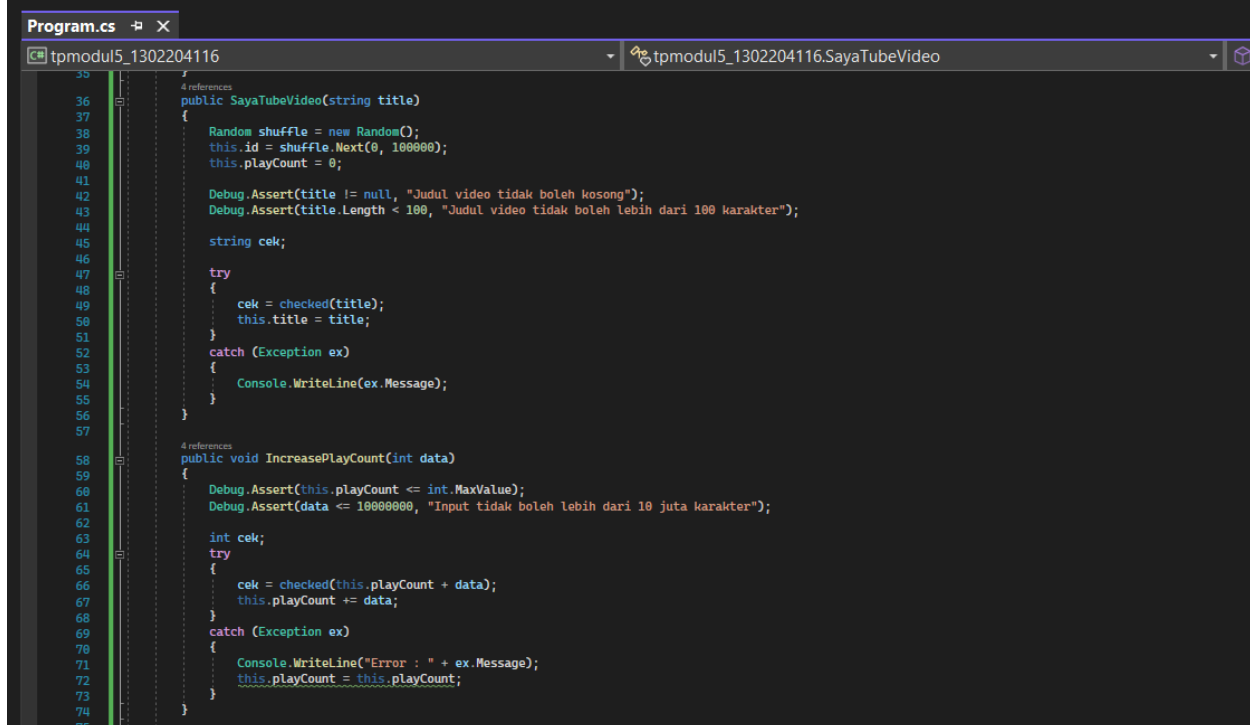 Program.cs
C# tpmodul5_1302204116
tpmodul5_1302204116.SayaTubeVideo
35 }
4 references
36 public SayaTubeVideo(string title)
37 {
38 Random shuffle = new Random();
39 this.id = shuffle.Next(0, 100000);
40 this.playCount = 0;
41
42 Debug.Assert(title != null, "Judul video tidak boleh kosong");
43 Debug.Assert(title.Length < 100, "Judul video tidak boleh lebih dari 100 karakter");
44
45 string cek;
46
47 try
48 {
49 cek = checked(title);
50 this.title = title;
51 }
52 catch (Exception ex)
53 {
54 Console.WriteLine(ex.Message);
55 }
56 }
57
4 references
58 public void IncreasePlayCount(int data)
59 {
60 Debug.Assert(this.playCount <= int.MaxValue);
61 Debug.Assert(data <= 10000000, "Input tidak boleh lebih dari 10 juta karakter");
62
63 int cek;
64 try
65 {
66 cek = checked(this.playCount + data);
67 this.playCount += data;
68 }
69 catch (Exception ex)
70 {
71 Console.WriteLine("Error : " + ex.Message);
72 this.playCount = this.playCount;
73 }
74 }
75